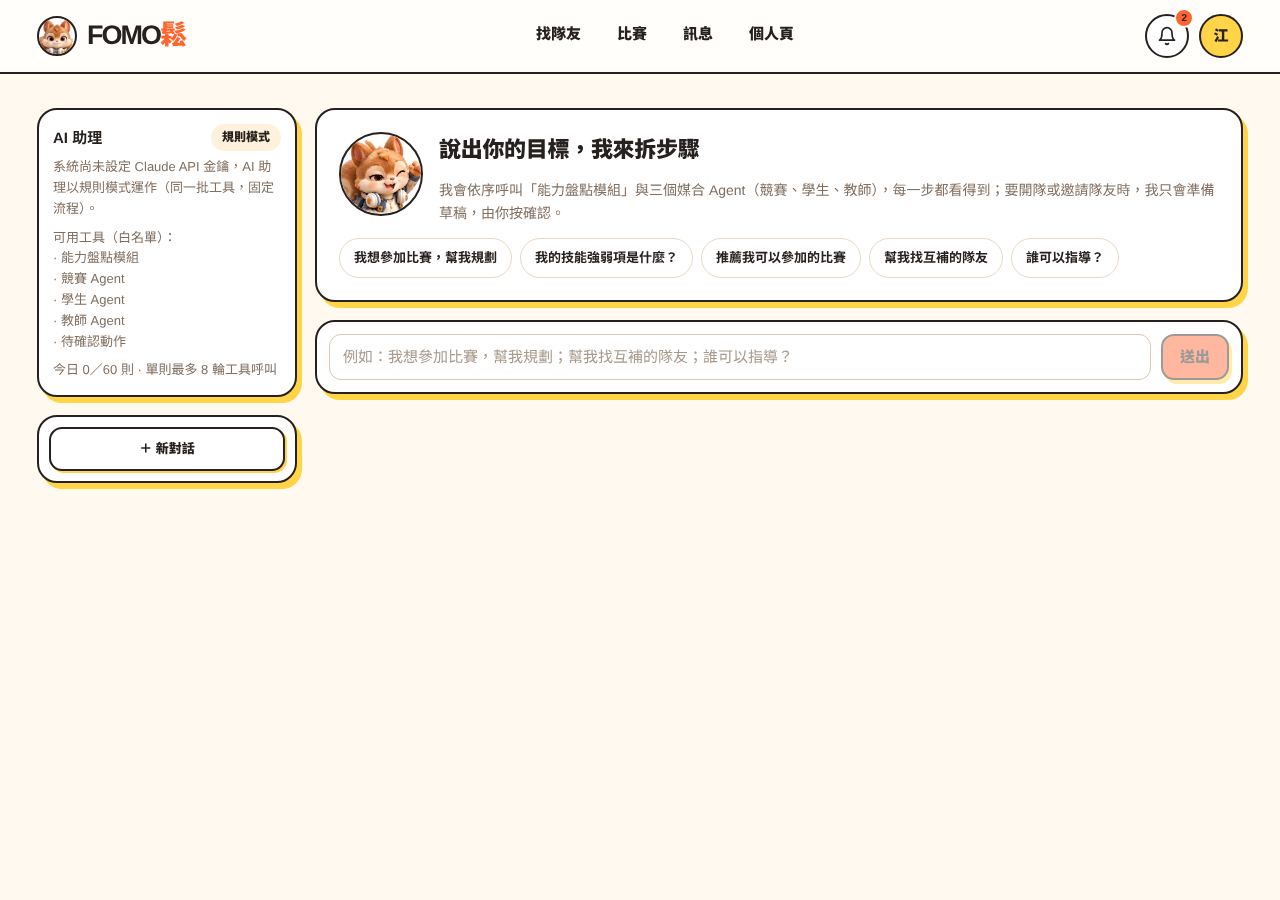 FOMO鬆
找隊友
比賽
訊息
個人頁
2
江
AI 助理
規則模式
系統尚未設定 Claude API 金鑰，AI 助
理以規則模式運作（同一批工具，固定
流程）。
可用工具（白名單）：
· 能力盤點模組
· 競賽 Agent
· 學生 Agent
· 教師 Agent
· 待確認動作
今日 0／60 則 · 單則最多 8 輪工具呼叫
＋ 新對話
說出你的目標，我來拆步驟
我會依序呼叫「能力盤點模組」與三個媒合 Agent（競賽、學生、教師），每一步都看得到；要開隊或邀請隊友時，我只會準備
草稿，由你按確認。
我想參加比賽，幫我規劃
我的技能強弱項是什麼？
推薦我可以參加的比賽
幫我找互補的隊友
誰可以指導？
例如：我想參加比賽，幫我規劃；幫我找互補的隊友；誰可以指導？
送出